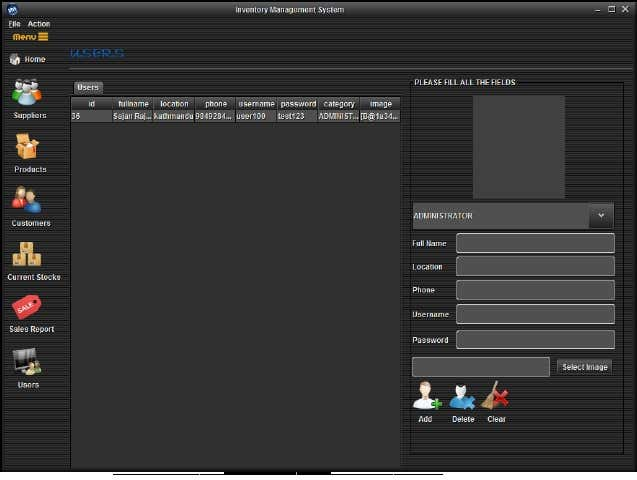 Inventory Management System
File Action
Menu
Home
USERS
Suppliers
Products
Customers
Current Stocks
Sales Report
Users
Users
id fullname location phone username password category image
36 Sajan Raj... kathmandu 9849284... user100 test123 ADMINIST... [B@1a34...
PLEASE FILL ALL THE FIELDS
ADMINISTRATOR
Full Name
Location
Phone
Username
Password
Select Image
Add Delete Clear
SALE